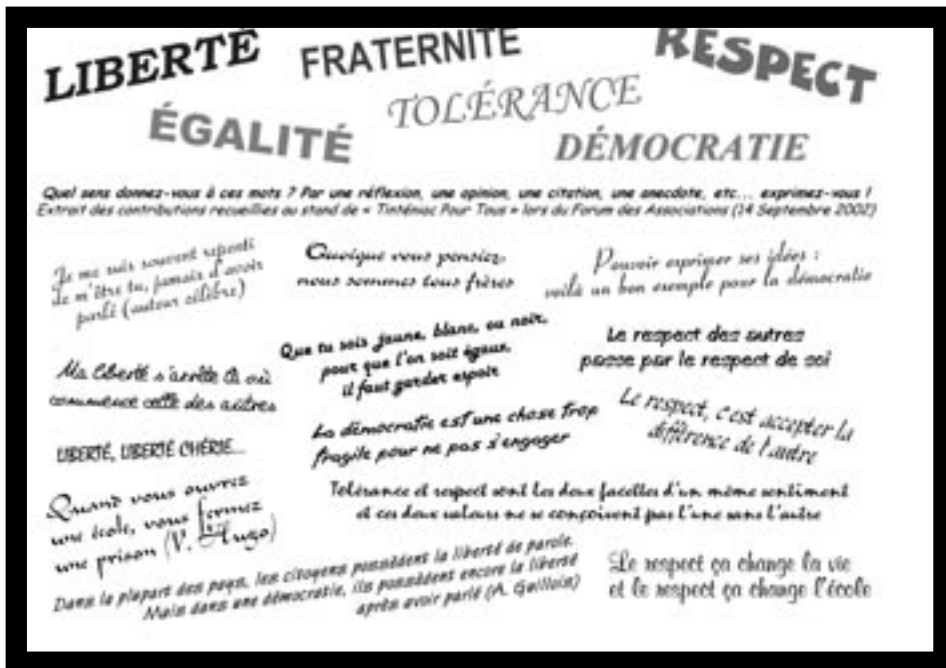 LIBERTÉ
FRATERNITÉ
RESPECT
ÉGALITÉ
TOLÉRANCE
DÉMOCRATIE
Quel sens donnez-vous à ces mots ? Par une réflexion, une opinion, une citation, une anecdote, etc... exprimez-vous !
Extrait des contributions recueillies au stand de « Tinténiac Pour Tous » lors du Forum des Associations (14 Septembre 2002)
Je me suis souvent repenti
de m'être tu, jamais d'avoir
parlé (auteur célèbre)
Quoique vous pensiez,
nous sommes tous frères
Pouvoir exprimer ses idées :
voilà un bon exemple pour la démocratie
Que tu sois jaune, blanc, ou noir,
pour que l'on soit égaux,
il faut garder espoir
Le respect des autres
passe par le respect de soi
Ma liberté s'arrête là où
commence celle des autres
La démocratie est une chose trop
fragile pour ne pas s'engager
Le respect, c'est accepter la
différence de l'autre
LIBERTÉ, LIBERTÉ CHÉRIE...
Quand vous ouvrez
une école, vous fermez
une prison (V. Hugo)
Tolérance et respect sont les deux facettes d'un même sentiment
et ces deux valeurs ne se conçoivent pas l'une sans l'autre
Dans la plupart des pays, les citoyens possèdent la liberté de parole.
Mais dans une démocratie, ils possèdent encore la liberté
après avoir parlé (A. Guillois)
Le respect ça change la vie
et le respect ça change l'école